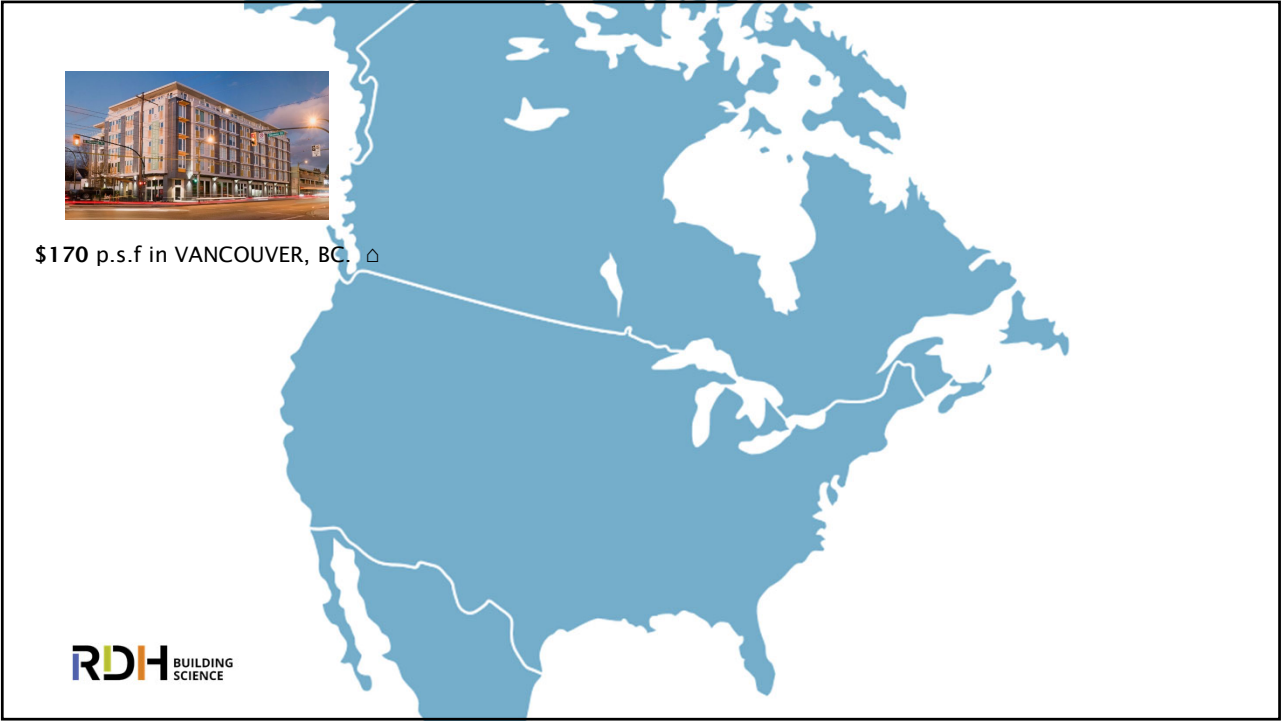 $170 p.s.f in VANCOUVER, BC. ⌂
RDH BUILDING
SCIENCE